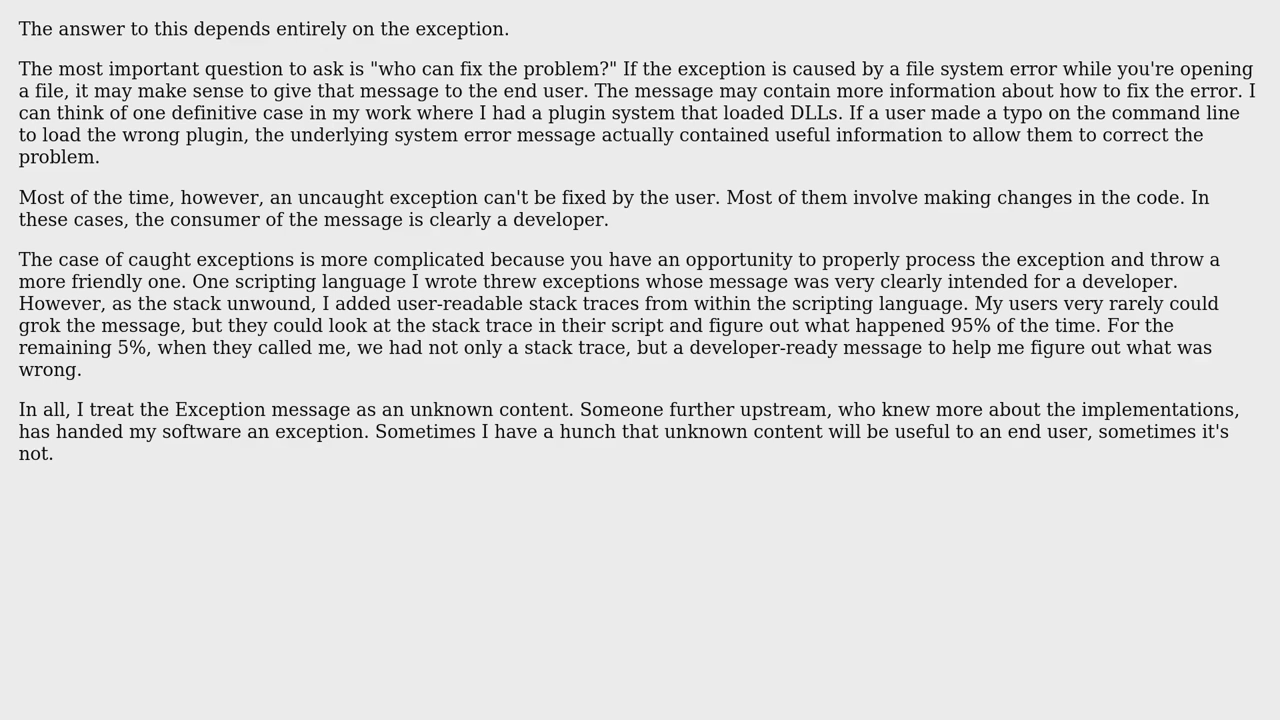 The answer to this depends entirely on the exception.
The most important question to ask is "who can fix the problem?" If the exception is caused by a file system error while you're opening
a file, it may make sense to give that message to the end user. The message may contain more information about how to fix the error. I
can think of one definitive case in my work where I had a plugin system that loaded DLLs. If a user made a typo on the command line
to load the wrong plugin, the underlying system error message actually contained useful information to allow them to correct the
problem.
Most of the time, however, an uncaught exception can't be fixed by the user. Most of them involve making changes in the code. In
these cases, the consumer of the message is clearly a developer.
The case of caught exceptions is more complicated because you have an opportunity to properly process the exception and throw a
more friendly one. One scripting language I wrote threw exceptions whose message was very clearly intended for a developer.
However, as the stack unwound, I added user-readable stack traces from within the scripting language. My users very rarely could
grok the message, but they could look at the stack trace in their script and figure out what happened 95% of the time. For the
remaining 5%, when they called me, we had not only a stack trace, but a developer-ready message to help me figure out what was
wrong.
In all, I treat the Exception message as an unknown content. Someone further upstream, who knew more about the implementations,
has handed my software an exception. Sometimes I have a hunch that unknown content will be useful to an end user, sometimes it's
not.